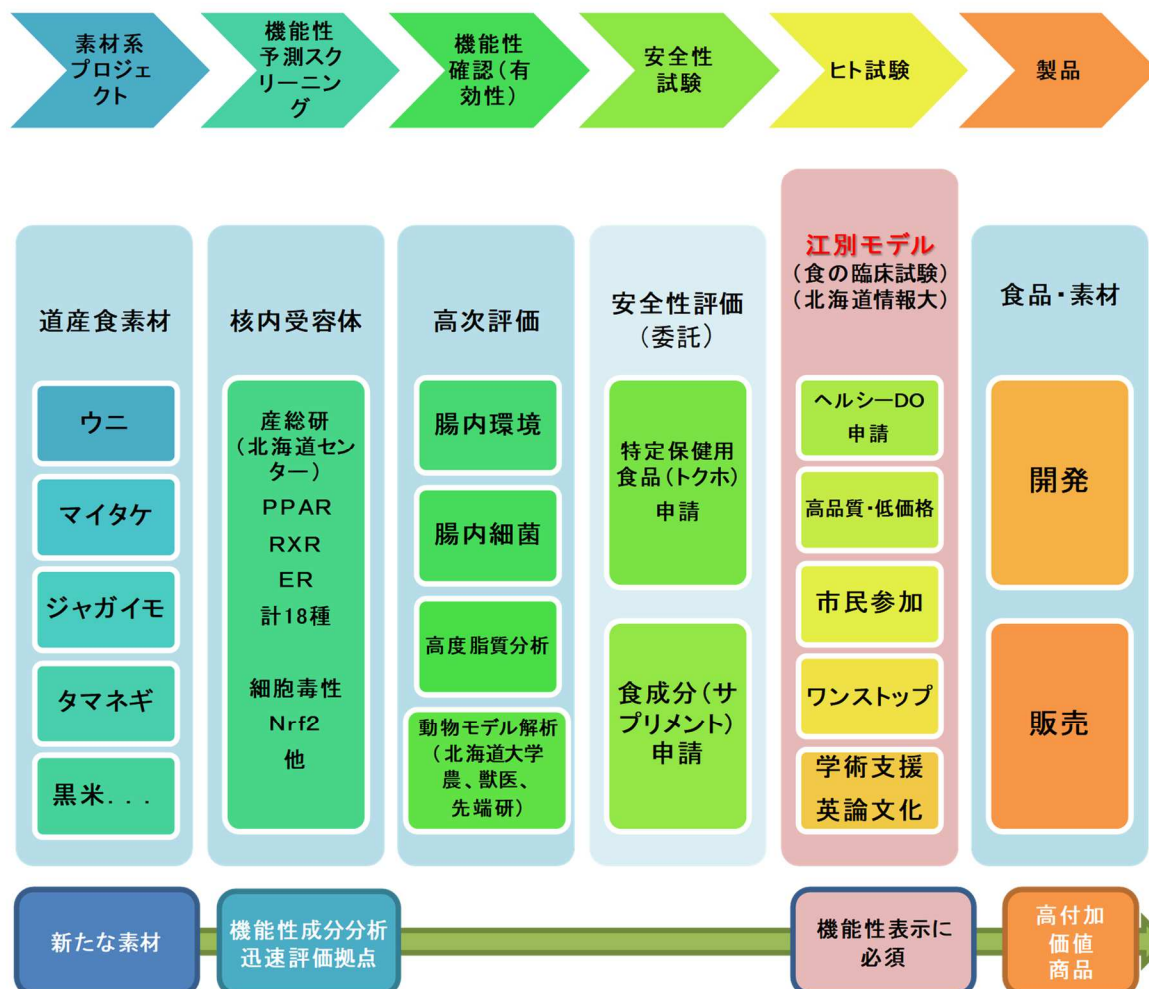 素材系
プロジェ
クト
機能性
予測スク
リーニン
グ
機能性
確認(有
効性)
安全性
試験
ヒト試験
製品
道産食素材
ウニ
マイタケ
ジャガイモ
タマネギ
黒米...
核内受容体
産総研
(北海道セン
ター)
PPAR
RXR
ER
計18種
細胞毒性
Nrf2
他
高次評価
腸内環境
腸内細菌
高度脂質分析
動物モデル解析
(北海道大学
農、獣医、
先端研)
安全性評価
(委託)
特定保健用
食品(トクホ)
申請
食成分(サ
プリメント)
申請
江別モデル
(食の臨床試験)
(北海道情報大)
ヘルシーDO
申請
高品質・低価格
市民参加
ワンストップ
学術支援
英論文化
食品・素材
開発
販売
新たな素材
機能性成分分析
迅速評価拠点
機能性表示に
必須
高付加
価値
商品